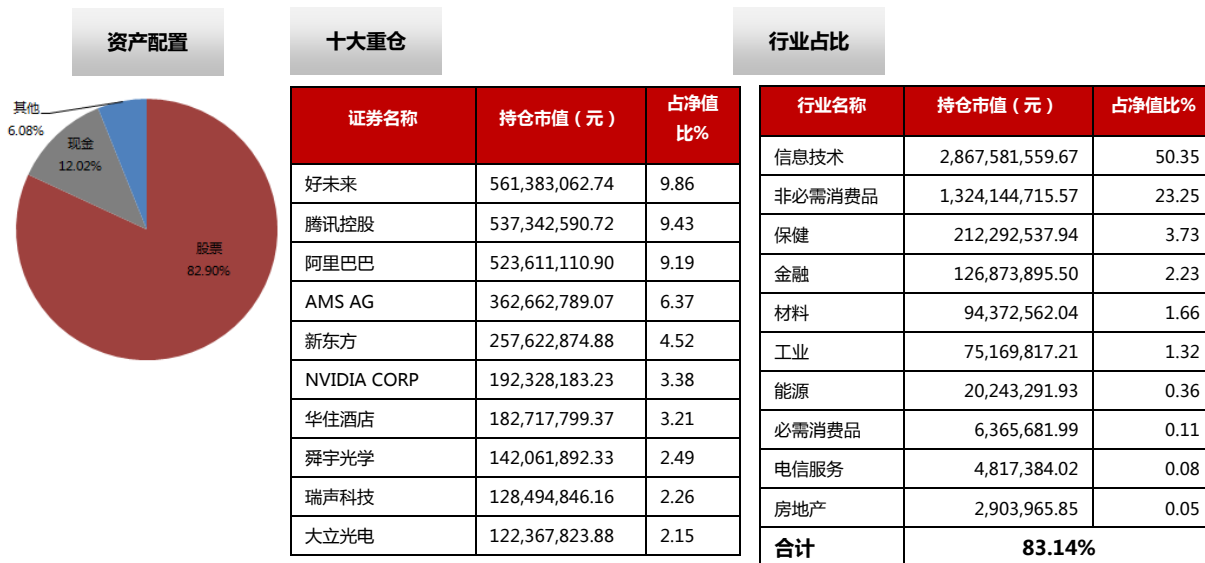 资产配置
其他
6.08%
现金
12.02%
股票
82.90%
十大重仓
证券名称 持仓市值（元） 占净值
比%
好未来 561,383,062.74 9.86
腾讯控股 537,342,590.72 9.43
阿里巴巴 523,611,110.90 9.19
AMS AG 362,662,789.07 6.37
新东方 257,622,874.88 4.52
NVIDIA CORP 192,328,183.23 3.38
华住酒店 182,717,799.37 3.21
舜宇光学 142,061,892.33 2.49
瑞声科技 128,494,846.16 2.26
大立光电 122,367,823.88 2.15
行业占比
行业名称 持仓市值（元） 占净值比%
信息技术 2,867,581,559.67 50.35
非必需消费品 1,324,144,715.57 23.25
保健 212,292,537.94 3.73
金融 126,873,895.50 2.23
材料 94,372,562.04 1.66
工业 75,169,817.21 1.32
能源 20,243,291.93 0.36
必需消费品 6,365,681.99 0.11
电信服务 4,817,384.02 0.08
房地产 2,903,965.85 0.05
合计 83.14%